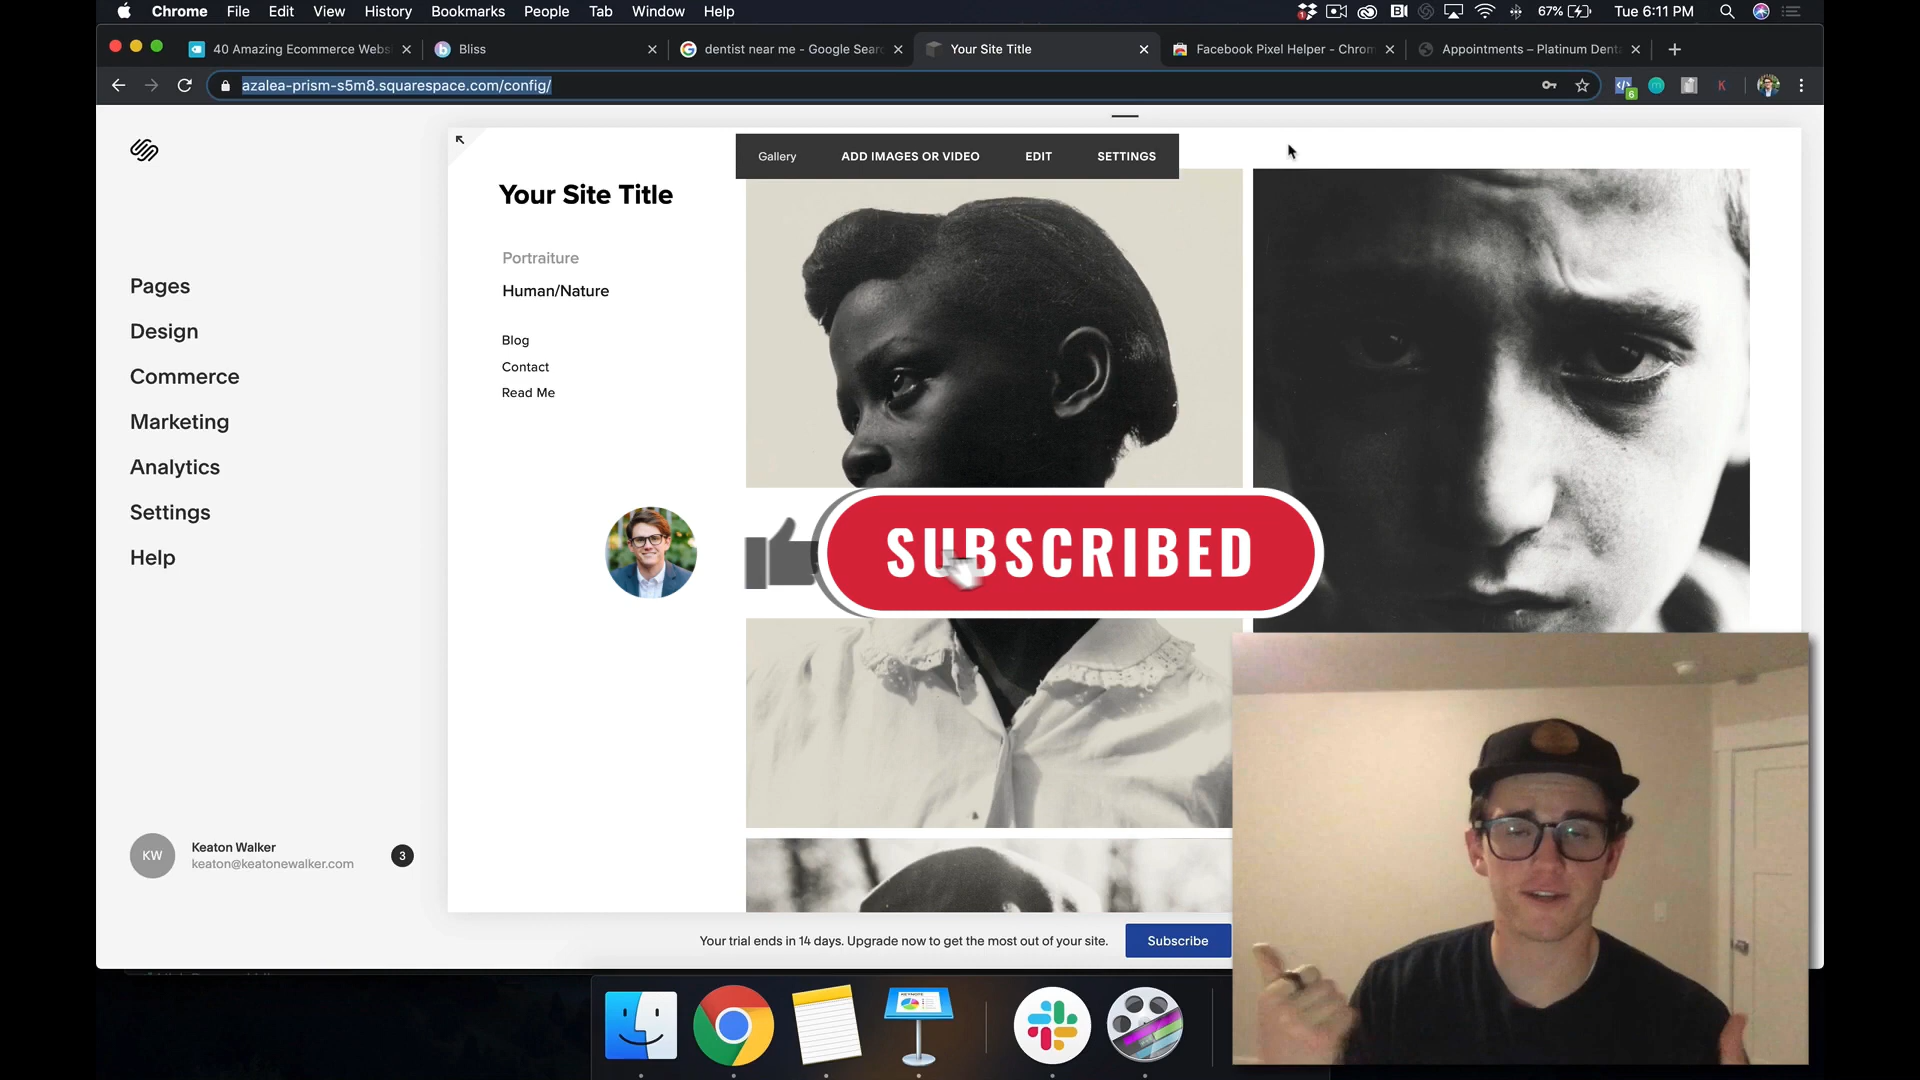 Chrome File Edit View History Bookmarks People Tab Window Help
67% Tue 6:11 PM
40 Amazing Ecommerce Webs
Bliss
dentist near me - Google Sear
Your Site Title
Facebook Pixel Helper - Chrom
Appointments – Platinum Dent
azalea-prism-s5m8.squarespace.com/config/
6
K
Gallery
ADD IMAGES OR VIDEO
EDIT
SETTINGS
Your Site Title
Portraiture
Human/Nature
Blog
Contact
Read Me
Pages
Design
Commerce
Marketing
Analytics
Settings
Help
SUBSCRIBED
KW
Keaton Walker
keaton@keatonewalker.com
3
Your trial ends in 14 days. Upgrade now to get the most out of your site.
Subscribe
KEYNOTE